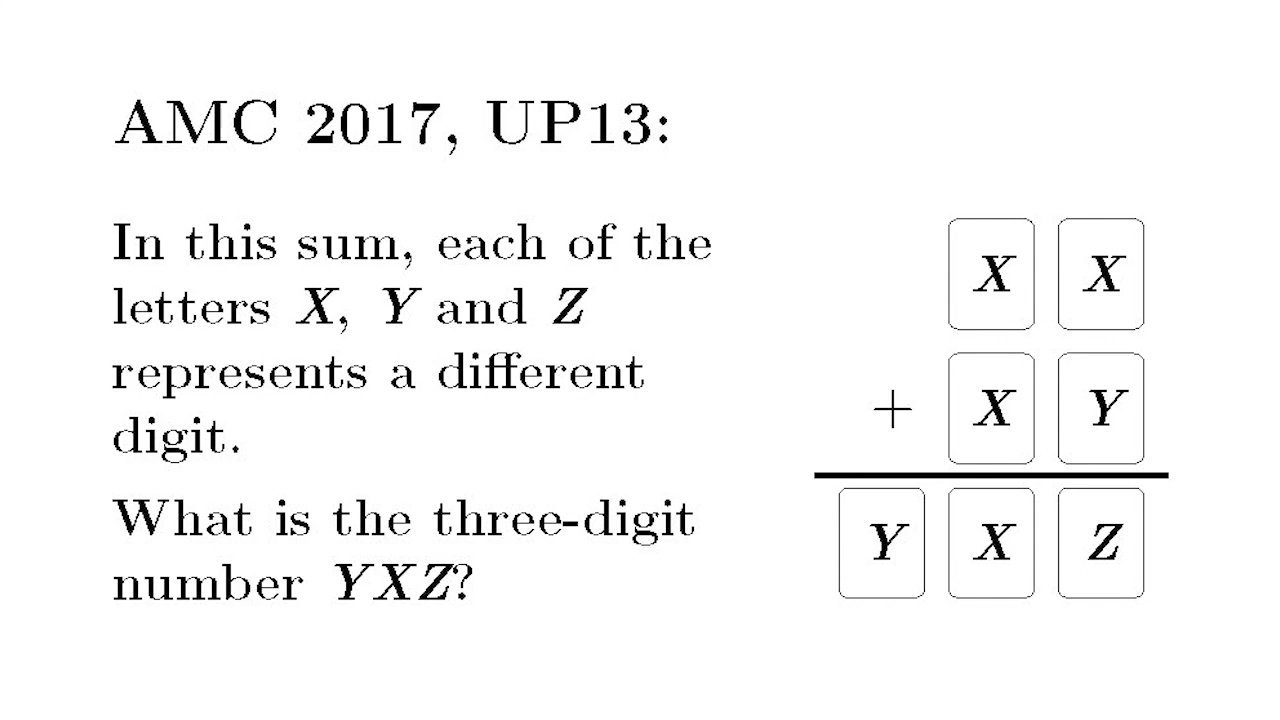 AMC 2017, UP13:
In this sum, each of the
letters X, Y and Z
represents a different
digit.
What is the three-digit
number YXZ?
X X
+ X Y
Y X Z